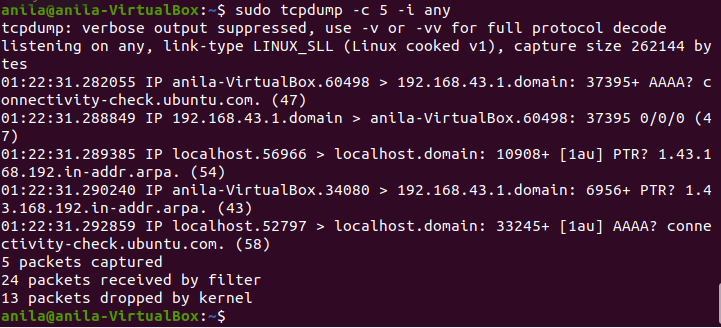 anila@anila-VirtualBox:~$ sudo tcpdump -c 5 -i any
tcpdump: verbose output suppressed, use -v or -vv for full protocol decode
listening on any, link-type LINUX_SLL (Linux cooked v1), capture size 262144 by
tes
01:22:31.282055 IP anila-VirtualBox.60498 > 192.168.43.1.domain: 37395+ AAAA? c
onnectivity-check.ubuntu.com. (47)
01:22:31.288849 IP 192.168.43.1.domain > anila-VirtualBox.60498: 37395 0/0/0 (4
7)
01:22:31.289385 IP localhost.56966 > localhost.domain: 10908+ [1au] PTR? 1.43.1
68.192.in-addr.arpa. (54)
01:22:31.290240 IP anila-VirtualBox.34080 > 192.168.43.1.domain: 6956+ PTR? 1.4
3.168.192.in-addr.arpa. (43)
01:22:31.292859 IP localhost.52797 > localhost.domain: 33245+ [1au] AAAA? conne
ctivity-check.ubuntu.com. (58)
5 packets captured
24 packets received by filter
13 packets dropped by kernel
anila@anila-VirtualBox:~$